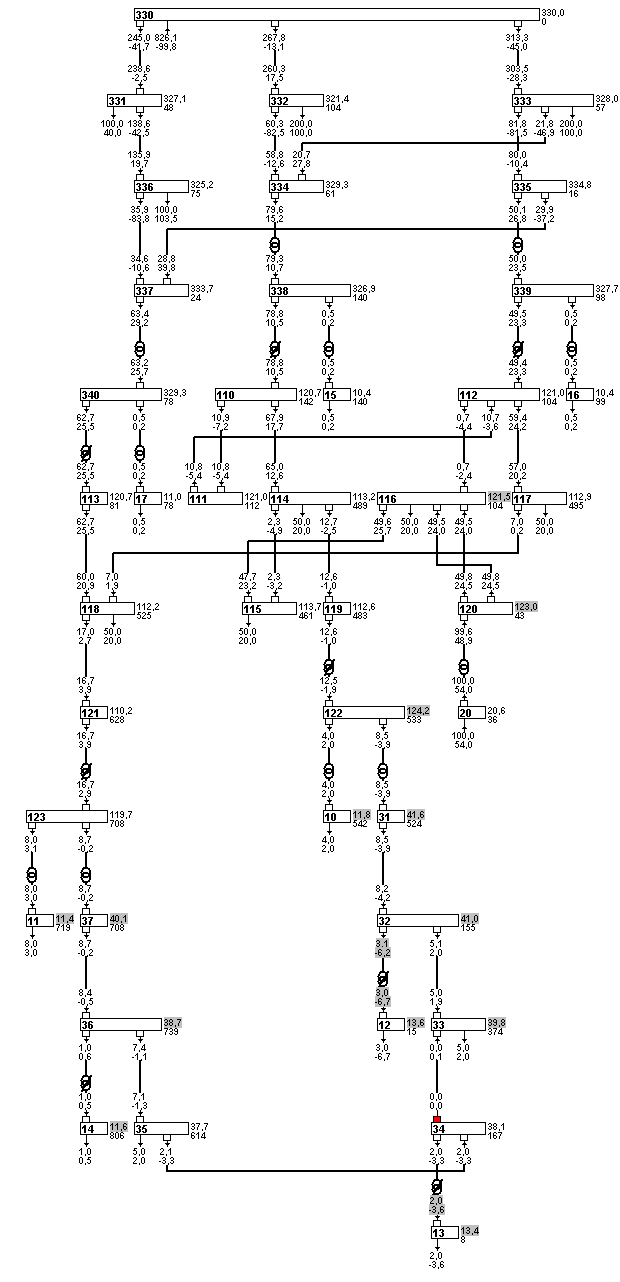 330 330,0
0
245,0 826,1 267,8 313,3
-41,7 -99,8 -13,1 -45,0
238,6 260,3 303,5
-2,5 17,5 -28,3
331 327,1 332 321,4 333 328,0
48 104 57
100,0 138,6 60,3 200,0 81,8 21,8 200,0
40,0 -42,5 -82,5 100,0 -81,5 -46,9 100,0
135,9 58,8 20,7 80,0
19,7 -12,6 27,8 -10,4
336 325,2 334 329,3 335 334,8
75 61 16
35,9 100,0 79,6 50,1 29,9
-83,8 103,5 15,2 26,8 -37,2
34,6 28,8 79,3 50,0
-10,6 39,8 10,7 23,5
337 333,7 338 326,9 339 327,7
24 140 98
63,4 78,8 0,5 49,5 0,5
29,2 10,5 0,2 23,3 0,2
63,2 78,8 0,5 49,4 0,5
25,7 10,5 0,2 23,3 0,2
340 329,3 110 120,7 15 10,4 112 121,0 16 10,4
78 142 140 104 99
62,7 0,5 10,9 67,9 0,5 0,7 10,7 59,4 0,5
25,5 0,2 -7,2 17,7 0,2 -4,4 -3,6 24,2 0,2
62,7 0,5 10,8 10,8 65,0 0,7 57,0
25,5 0,2 -5,4 -5,4 12,6 -2,4 20,2
113 120,7 17 11,0 111 121,0 114 113,2 116 121,5 117 112,9
81 78 112 489 104 495
62,7 0,5 2,3 50,0 12,7 49,6 50,0 49,5 49,5 7,0 50,0
25,5 0,2 -4,9 20,0 -2,5 25,7 20,0 24,0 24,0 0,2 20,0
60,0 7,0 47,7 2,3 12,6 49,8 49,8
20,9 1,9 23,2 -3,2 -1,0 24,5 24,5
118 112,2 115 113,7 119 112,6 120 123,0
525 461 483 43
17,0 50,0 50,0 12,6 99,6
2,7 20,0 20,0 -1,0 48,9
16,7 12,5 100,0
3,9 -1,9 54,0
121 110,2 122 124,2 20 20,6
628 533 36
16,7 4,0 8,5 100,0
3,9 2,0 -3,9 54,0
16,7 4,0 8,5
2,9 2,0 -3,9
123 119,7 10 11,8 31 41,6
708 542 524
8,0 8,7 4,0 8,5
3,1 -0,2 2,0 -3,9
8,0 8,7 8,2
3,0 -0,2 -4,2
11 11,4 37 40,1 32 41,0
719 708 155
8,0 8,7 3,1 5,1
3,0 -0,2 -6,2 2,0
8,4 3,0 5,0
-0,5 -6,7 1,9
36 38,7 12 13,6 33 39,8
739 15 374
1,0 7,4 3,0 0,0 5,0
0,6 -1,1 -6,7 0,1 2,0
1,0 7,1 0,0
0,5 -1,3 0,0
14 11,6 35 37,7 34 38,1
806 614 167
1,0 5,0 2,1 2,0 2,0
0,5 2,0 -3,3 -3,3 -3,3
2,0
-3,6
13 13,4
8
2,0
-3,6